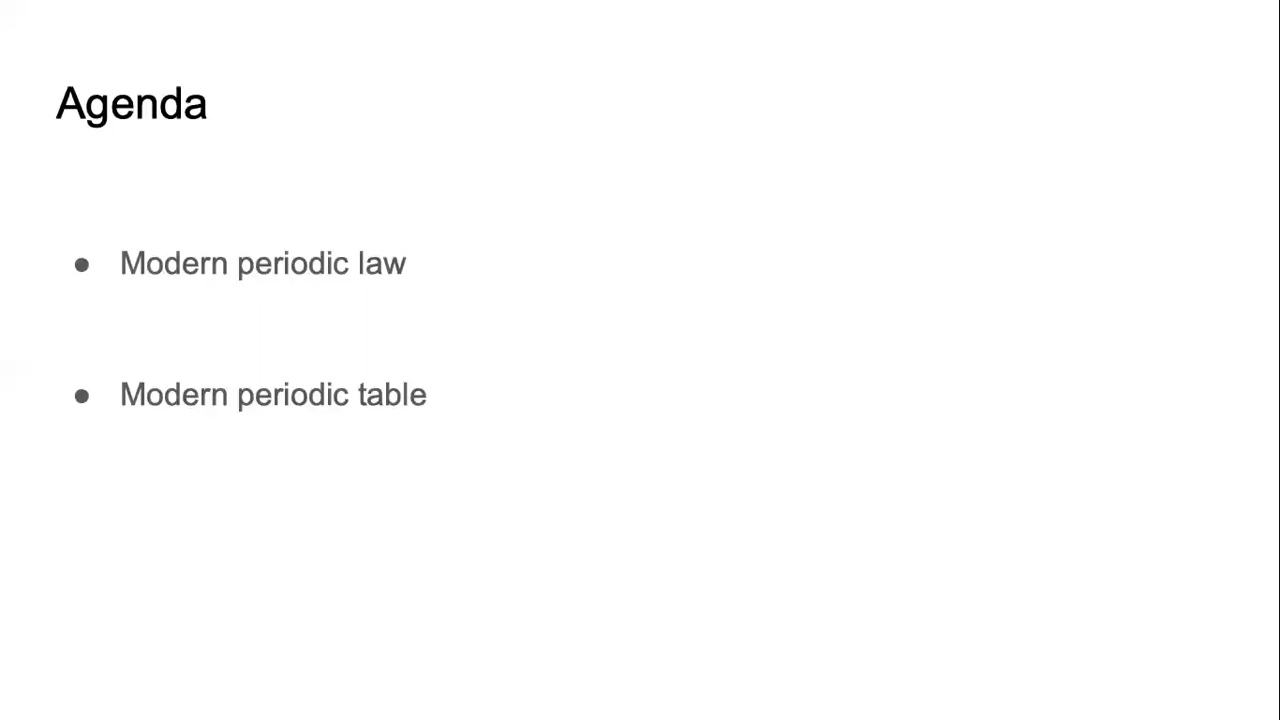 Agenda
● Modern periodic law
● Modern periodic table